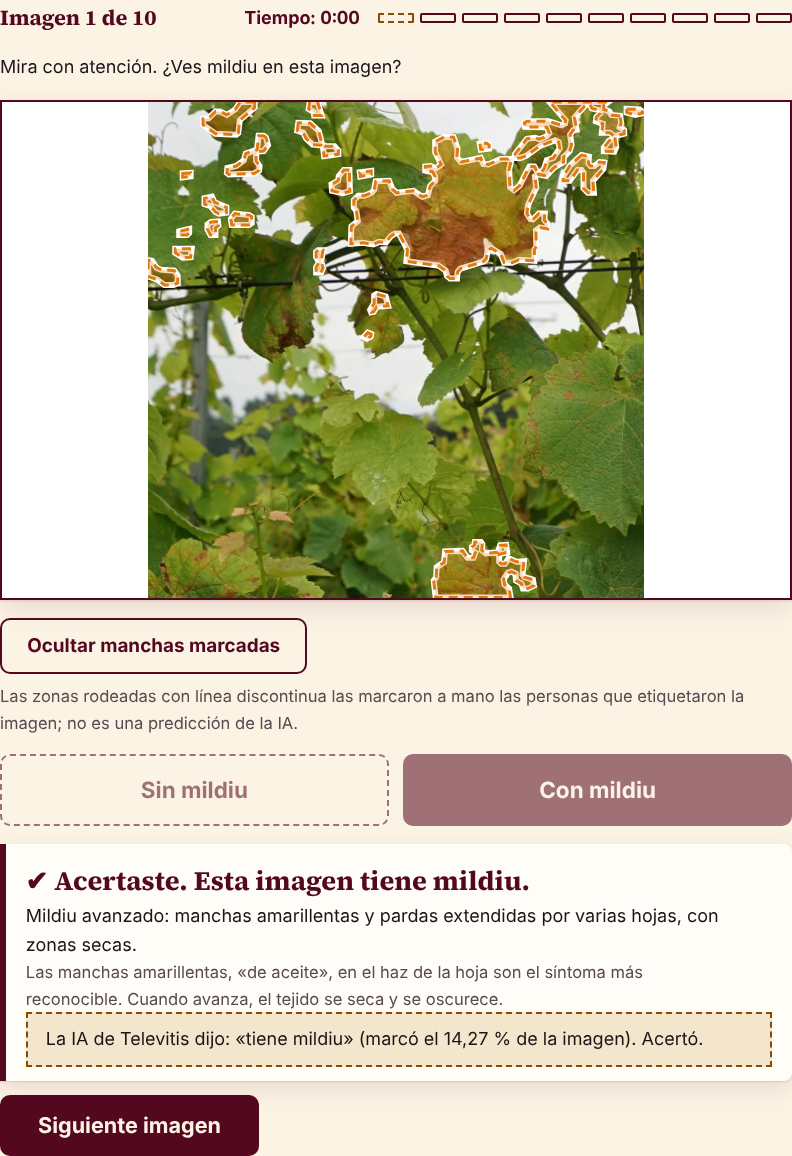 Imagen 1 de 10
Tiempo: 0:00
Mira con atención. ¿Ves mildiu en esta imagen?
Ocultar manchas marcadas
Las zonas rodeadas con línea discontinua las marcaron a mano las personas que etiquetaron la
imagen; no es una predicción de la IA.
Sin mildiu
Con mildiu
✔ Acertaste. Esta imagen tiene mildiu.
Mildiu avanzado: manchas amarillentas y pardas extendidas por varias hojas, con
zonas secas.
Las manchas amarillentas, «de aceite», en el haz de la hoja son el síntoma más
reconocible. Cuando avanza, el tejido se seca y se oscurece.
La IA de Televitis dijo: «tiene mildiu» (marcó el 14,27 % de la imagen). Acertó.
Siguiente imagen